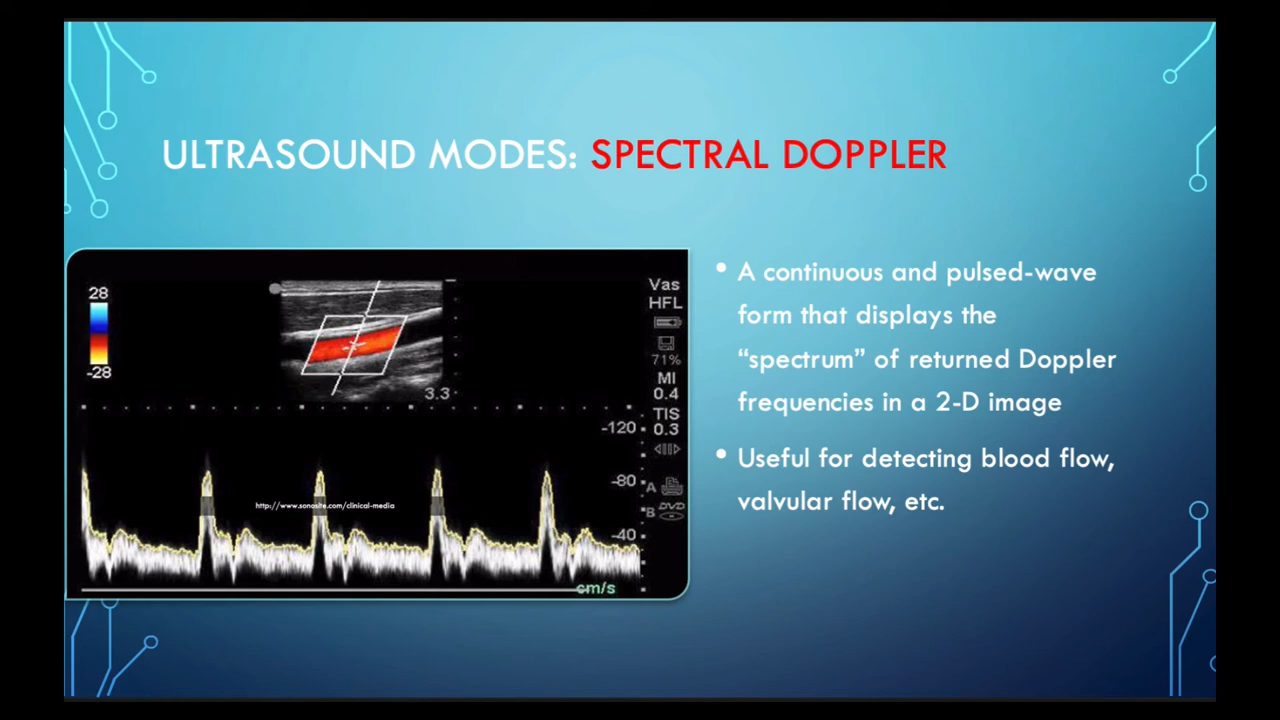 ULTRASOUND MODES: SPECTRAL DOPPLER
28
-28
3.3
Vas
HFL
71%
MI
0.4
TIS
0.3
A
B DVD
-120
-80
-40
cm/s
http://www.sonosite.com/clinical-media
• A continuous and pulsed-wave
form that displays the
“spectrum” of returned Doppler
frequencies in a 2-D image
• Useful for detecting blood flow,
valvular flow, etc.